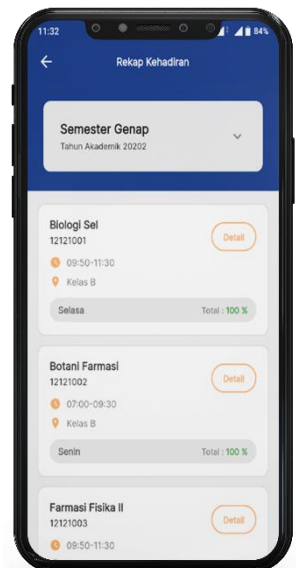 11:32
84%
Rekap Kehadiran
Semester Genap
Tahun Akademik 20202
Biologi Sel
12121001
Detail
09:50-11:30
Kelas B
Selasa
Total : 100 %
Botani Farmasi
12121002
Detail
07:00-09:30
Kelas B
Senin
Total : 100 %
Farmasi Fisika II
12121003
Detail
09:50-11:30